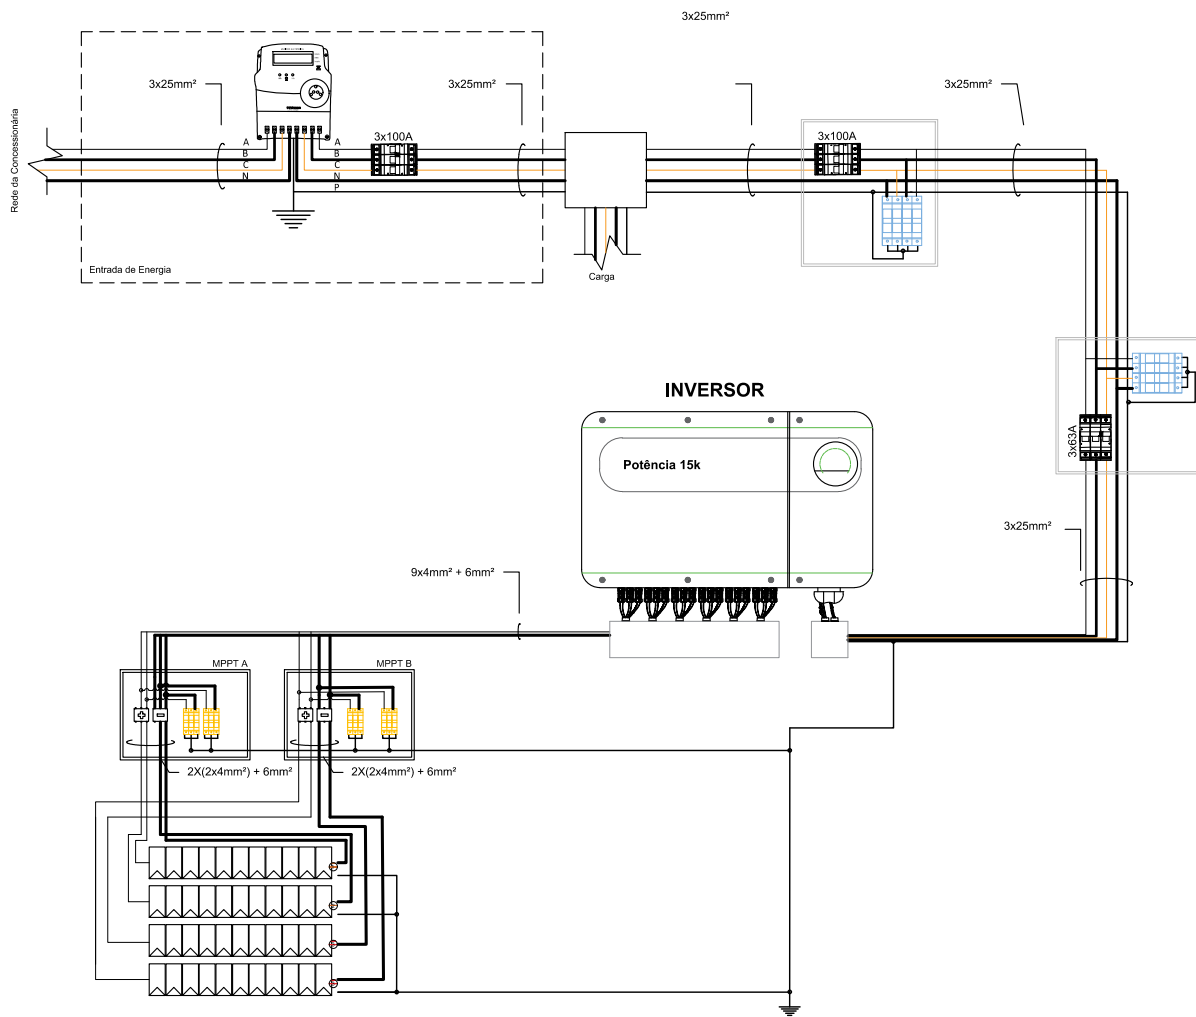 3x25mm²
3x25mm²
3x25mm²
3x25mm²
Rede da Concessionária
A
B
C
N
A
B
C
N
P
3x100A
3x100A
Entrada de Energia
Carga
INVERSOR
Potência 15k
3x63A
3x25mm²
9x4mm² + 6mm²
MPPT A
MPPT B
+
-
+
-
2X(2x4mm²) + 6mm²
2X(2x4mm²) + 6mm²